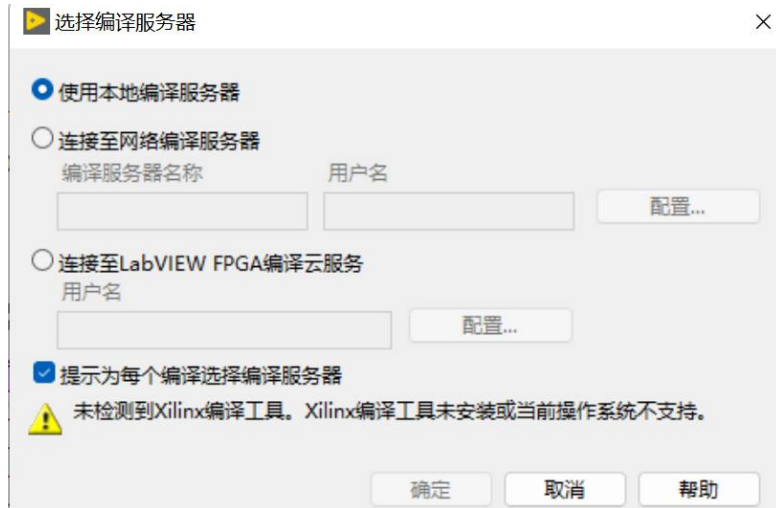 选择编译服务器
使用本地编译服务器
连接至网络编译服务器
编译服务器名称 用户名
配置...
连接至LabVIEW FPGA编译云服务
用户名
配置...
提示为每个编译选择编译服务器
未检测到Xilinx编译工具。Xilinx编译工具未安装或当前操作系统不支持。
确定 取消 帮助